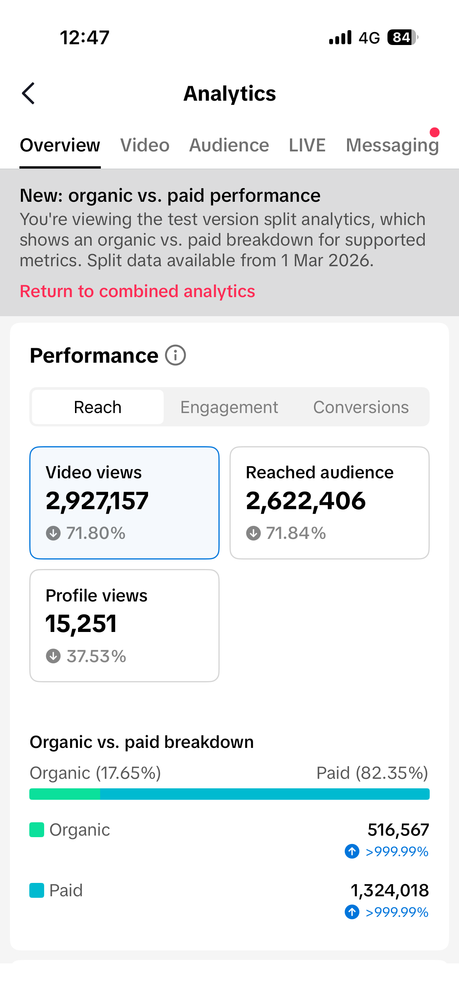 12:47
4G 84
Analytics
Overview Video Audience LIVE Messaging
New: organic vs. paid performance
You're viewing the test version split analytics, which
shows an organic vs. paid breakdown for supported
metrics. Split data available from 1 Mar 2026.
Return to combined analytics
Performance
Reach Engagement Conversions
Video views Reached audience
2,927,157 2,622,406
71.80% 71.84%
Profile views
15,251
37.53%
Organic vs. paid breakdown
Organic (17.65%) Paid (82.35%)
Organic 516,567
>999.99%
Paid 1,324,018
>999.99%